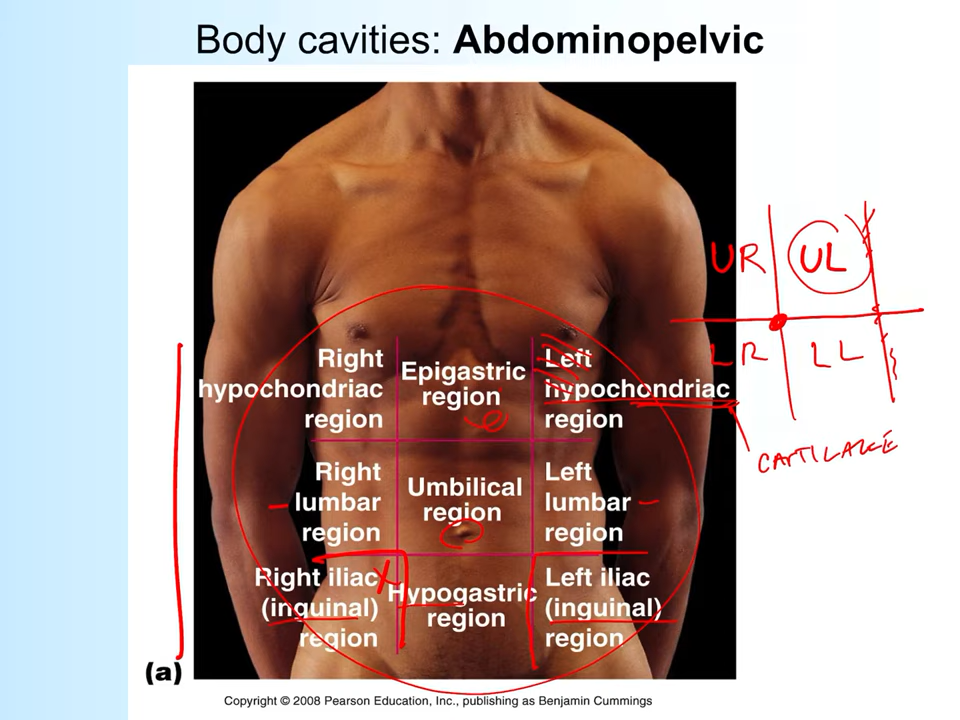 Body cavities: Abdominopelvic
UR
UL
LR
LL
Right
hypochondriac
region
Epigastric
region
Left
hypochondriac
region
CARTILAGE
Right
lumbar
region
Umbilical
region
Left
lumbar
region
Right iliac
(inguinal)
region
Hypogastric
region
Left iliac
(inguinal)
region
(a)
Copyright © 2008 Pearson Education, Inc., publishing as Benjamin Cummings